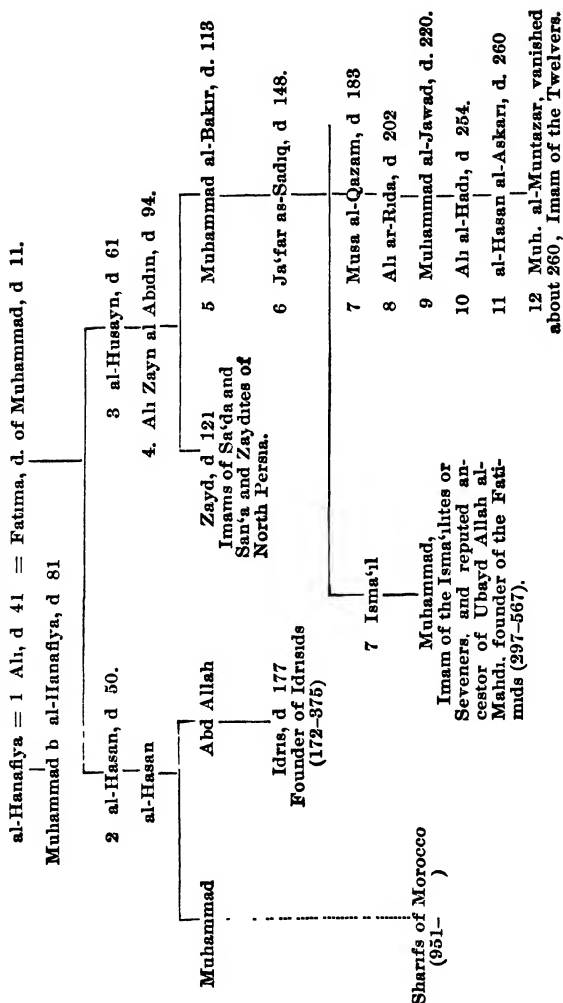 al-Hanafiya = 1 Ali, d 41 = Fatima, d. of Muhammad, d 11.
Muhammad b al-Hanafiya, d 81
2 al-Hasan, d 50.
3 al-Husayn, d 61
al-Hasan
4. Ali Zayn al Abidin, d 94.
Muhammad
Abd Allah
Zayd, d 121
Imams of Sa‘da and
San‘a and Zaydites of
North Persia.
5 Muhammad al-Bakir, d. 113
Idris, d 177
Founder of Idrisids
(172–375)
6 Ja‘far as-Sadiq, d 148.
Sharifs of Morocco
(951– )
7 Isma‘il
Muhammad,
Imam of the Isma‘ilites or
Seveners, and reputed an-
cestor of Ubayd Allah al-
Mahdi, founder of the Fati-
mids (297–567).
7 Musa al-Qazam, d 183
8 Ali ar-Rida, d 202
9 Muhammad al-Jawad, d. 220.
10 Ali al-Hadi, d 254.
11 al-Hasan al-Askari, d. 260
12 Muh. al-Muntazar, vanished
about 260, Imam of the Twelvers.